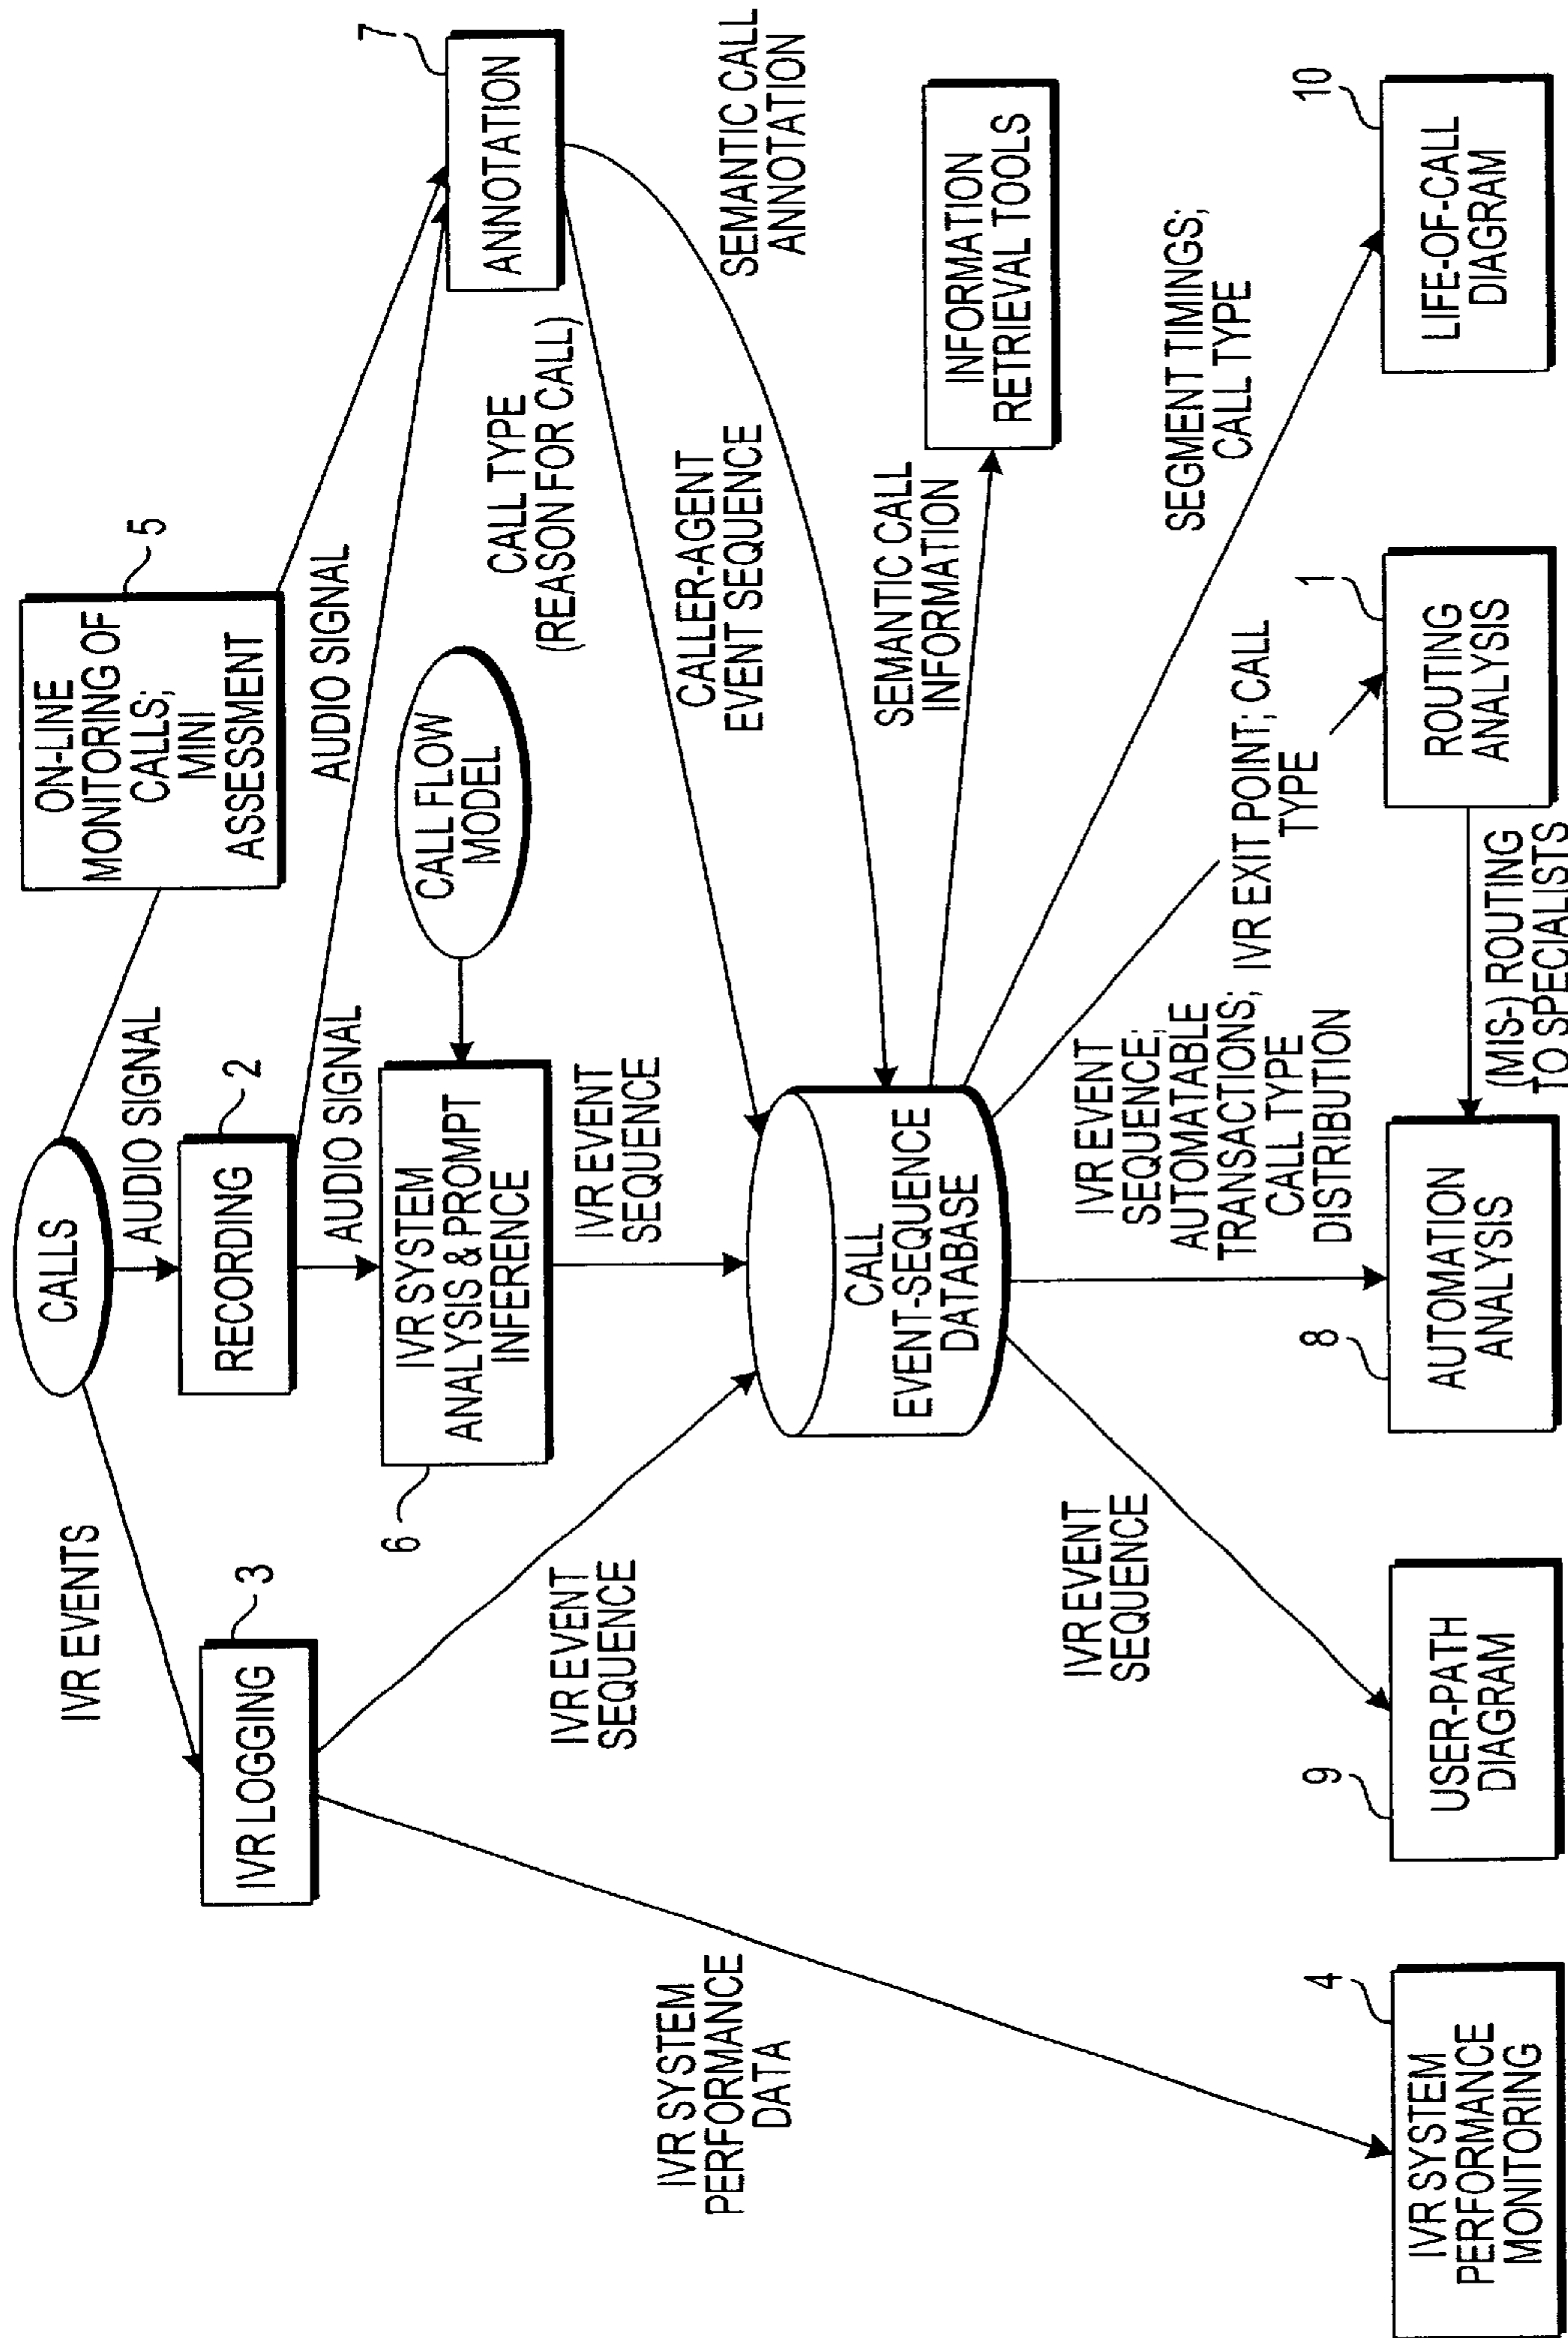 CALLS
IVR EVENTS
AUDIO SIGNAL
ON-LINE
MONITORING OF
CALLS;
MINI
ASSESSMENT
5
IVR LOGGING
3
RECORDING
2
AUDIO SIGNAL
AUDIO SIGNAL
7
ANNOTATION
IVR SYSTEM
ANALYSIS & PROMPT
INFERENCE
6
CALL FLOW
MODEL
CALL TYPE
(REASON FOR CALL)
SEMANTIC CALL
ANNOTATION
IVR EVENT
SEQUENCE
IVR EVENT
SEQUENCE
CALLER-AGENT
EVENT SEQUENCE
IVR SYSTEM
PERFORMANCE
DATA
CALL
EVENT-SEQUENCE
DATABASE
SEMANTIC CALL
INFORMATION
INFORMATION
RETRIEVAL TOOLS
IVR EVENT
SEQUENCE
IVR EVENT
SEQUENCE;
AUTOMATABLE
TRANSACTIONS;
CALL TYPE
DISTRIBUTION
IVR EXIT POINT; CALL
TYPE
SEGMENT TIMINGS;
CALL TYPE
4
IVR SYSTEM
PERFORMANCE
MONITORING
9
USER-PATH
DIAGRAM
8
AUTOMATION
ANALYSIS
(MIS-) ROUTING
TO SPECIALISTS
1
ROUTING
ANALYSIS
10
LIFE-OF-CALL
DIAGRAM